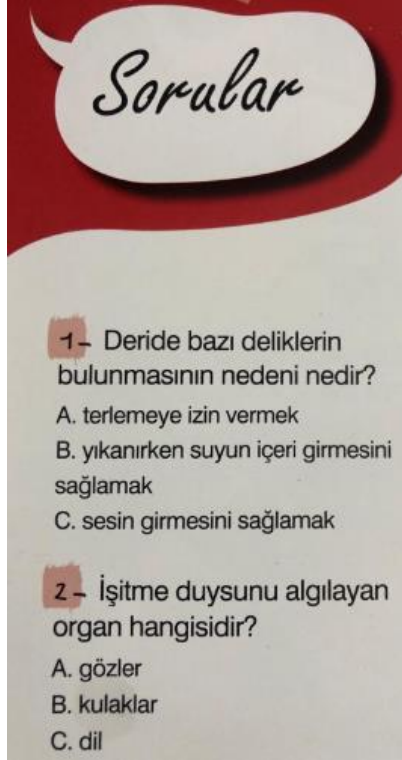 Sorular
1- Deride bazı deliklerin
bulunmasının nedeni nedir?
A. terlemeye izin vermek
B. yıkanırken suyun içeri girmesini
sağlamak
C. sesin girmesini sağlamak
2- İşitme duysunu algılayan
organ hangisidir?
A. gözler
B. kulaklar
C. dil